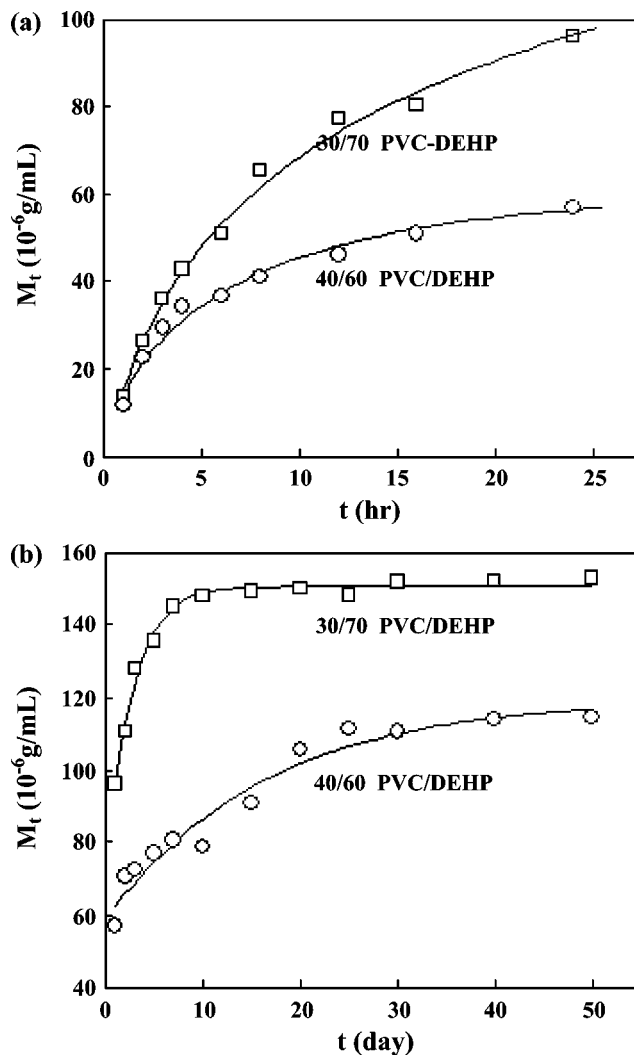 (a)
100
80
60
40
20
0
M_t (10^-6 g/mL)
30/70 PVC-DEHP
40/60 PVC/DEHP
0 5 10 15 20 25
t (hr)
(b)
160
140
120
100
80
60
40
M_t (10^-6 g/mL)
30/70 PVC/DEHP
40/60 PVC/DEHP
0 10 20 30 40 50
t (day)